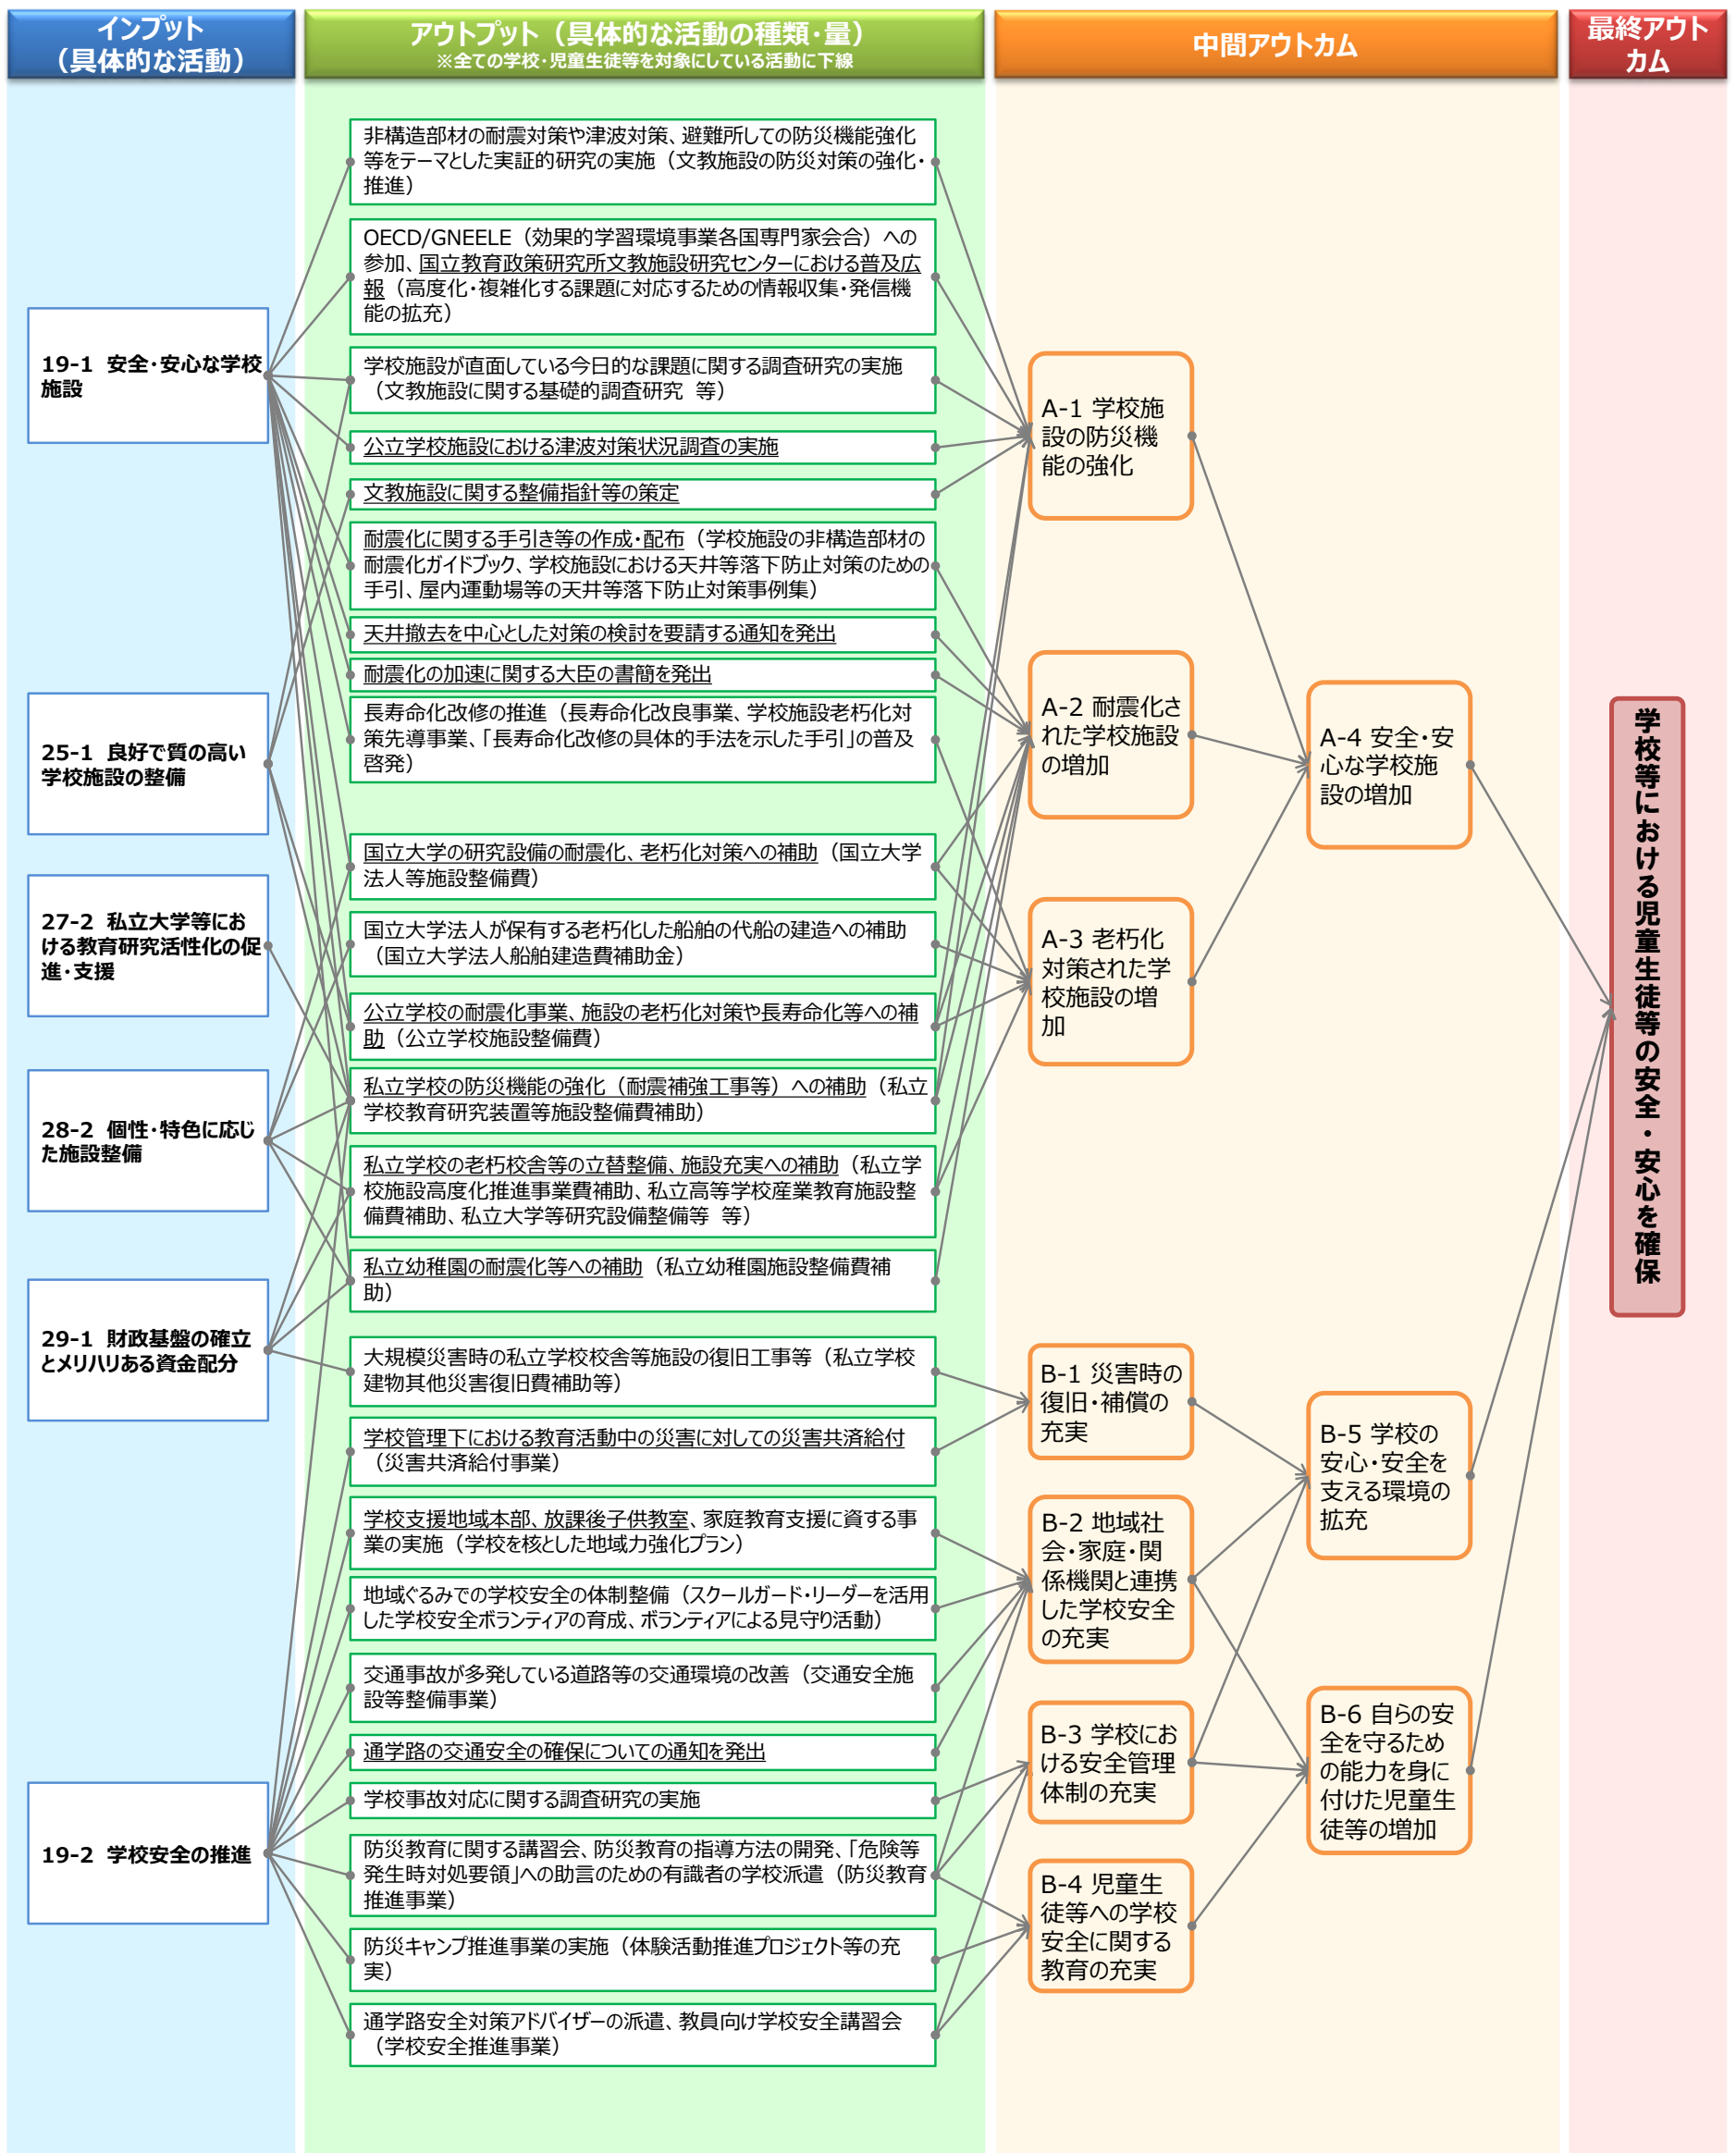 インプット
（具体的な活動）
アウトプット（具体的な活動の種類・量）
※全ての学校・児童生徒等を対象にしている活動に下線
中間アウトカム
最終アウト
カム
19-1 安全・安心な学校
施設
25-1 良好で質の高い
学校施設の整備
27-2 私立大学等にお
ける教育研究活性化の促
進・支援
28-2 個性・特色に応じ
た施設整備
29-1 財政基盤の確立
とメリハリある資金配分
19-2 学校安全の推進
非構造部材の耐震対策や津波対策、避難所しての防災機能強化
等をテーマとした実証的研究の実施（文教施設の防災対策の強化・
推進）
OECD/GNEELE（効果的学習環境事業各国専門家会合）への
参加、国立教育政策研究所文教施設研究センターにおける普及広
報（高度化・複雑化する課題に対応するための情報収集・発信機
能の拡充）
学校施設が直面している今日的な課題に関する調査研究の実施
（文教施設に関する基礎的調査研究 等）
公立学校施設における津波対策状況調査の実施
文教施設に関する整備指針等の策定
耐震化に関する手引き等の作成・配布（学校施設の非構造部材の
耐震化ガイドブック、学校施設における天井等落下防止対策のための
手引、屋内運動場等の天井等落下防止対策事例集）
天井撤去を中心とした対策の検討を要請する通知を発出
耐震化の加速に関する大臣の書簡を発出
長寿命化改修の推進（長寿命化改良事業、学校施設老朽化対
策先導事業、「長寿命化改修の具体的手法を示した手引」の普及
啓発）
国立大学の研究設備の耐震化、老朽化対策への補助（国立大学
法人等施設整備費）
国立大学法人が保有する老朽化した船舶の代船の建造への補助
（国立大学法人船舶建造費補助金）
公立学校の耐震化事業、施設の老朽化対策や長寿命化等への補
助（公立学校施設整備費）
私立学校の防災機能の強化（耐震補強工事等）への補助（私立
学校教育研究装置等施設整備費補助）
私立学校の老朽校舎等の立替整備、施設充実への補助（私立学
校施設高度化推進事業費補助、私立高等学校産業教育施設整
備費補助、私立大学等研究設備整備等 等）
私立幼稚園の耐震化等への補助（私立幼稚園施設整備費補
助）
大規模災害時の私立学校校舎等施設の復旧工事等（私立学校
建物其他災害復旧費補助等）
学校管理下における教育活動中の災害に対しての災害共済給付
（災害共済給付事業）
学校支援地域本部、放課後子供教室、家庭教育支援に資する事
業の実施（学校を核とした地域力強化プラン）
地域ぐるみでの学校安全の体制整備（スクールガード・リーダーを活用
した学校安全ボランティアの育成、ボランティアによる見守り活動）
交通事故が多発している道路等の交通環境の改善（交通安全施
設等整備事業）
通学路の交通安全の確保についての通知を発出
学校事故対応に関する調査研究の実施
防災教育に関する講習会、防災教育の指導方法の開発、「危険等
発生時対処要領」への助言のための有識者の学校派遣（防災教育
推進事業）
防災キャンプ推進事業の実施（体験活動推進プロジェクト等の充
実）
通学路安全対策アドバイザーの派遣、教員向け学校安全講習会
（学校安全推進事業）
A-1 学校施
設の防災機
能の強化
A-2 耐震化さ
れた学校施設
の増加
A-3 老朽化
対策された学
校施設の増
加
A-4 安全・安
心な学校施
設の増加
B-1 災害時の
復旧・補償の
充実
B-2 地域社
会・家庭・関
係機関と連携
した学校安全
の充実
B-3 学校にお
ける安全管理
体制の充実
B-4 児童生
徒等への学校
安全に関する
教育の充実
B-5 学校の
安心・安全を
支える環境の
拡充
B-6 自らの安
全を守るため
の能力を身に
付けた児童生
徒等の増加
学校等における児童生徒等の安全・安心を確保